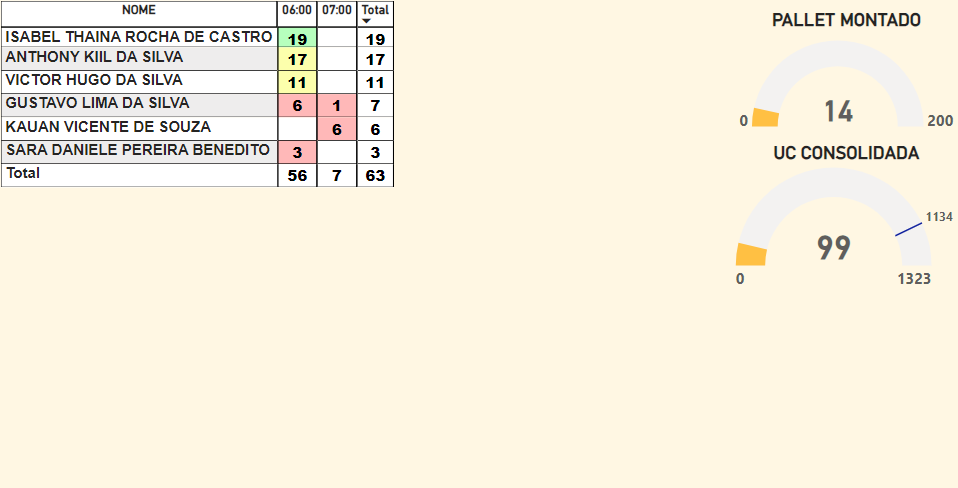 NOME 06:00 07:00 Total
ISABEL THAINA ROCHA DE CASTRO 19 19
ANTHONY KIIL DA SILVA 17 17
VICTOR HUGO DA SILVA 11 11
GUSTAVO LIMA DA SILVA 6 1 7
KAUAN VICENTE DE SOUZA 6 6
SARA DANIELE PEREIRA BENEDITO 3 3
Total 56 7 63
PALLET MONTADO
14
0 200
UC CONSOLIDADA
1134
99
0 1323